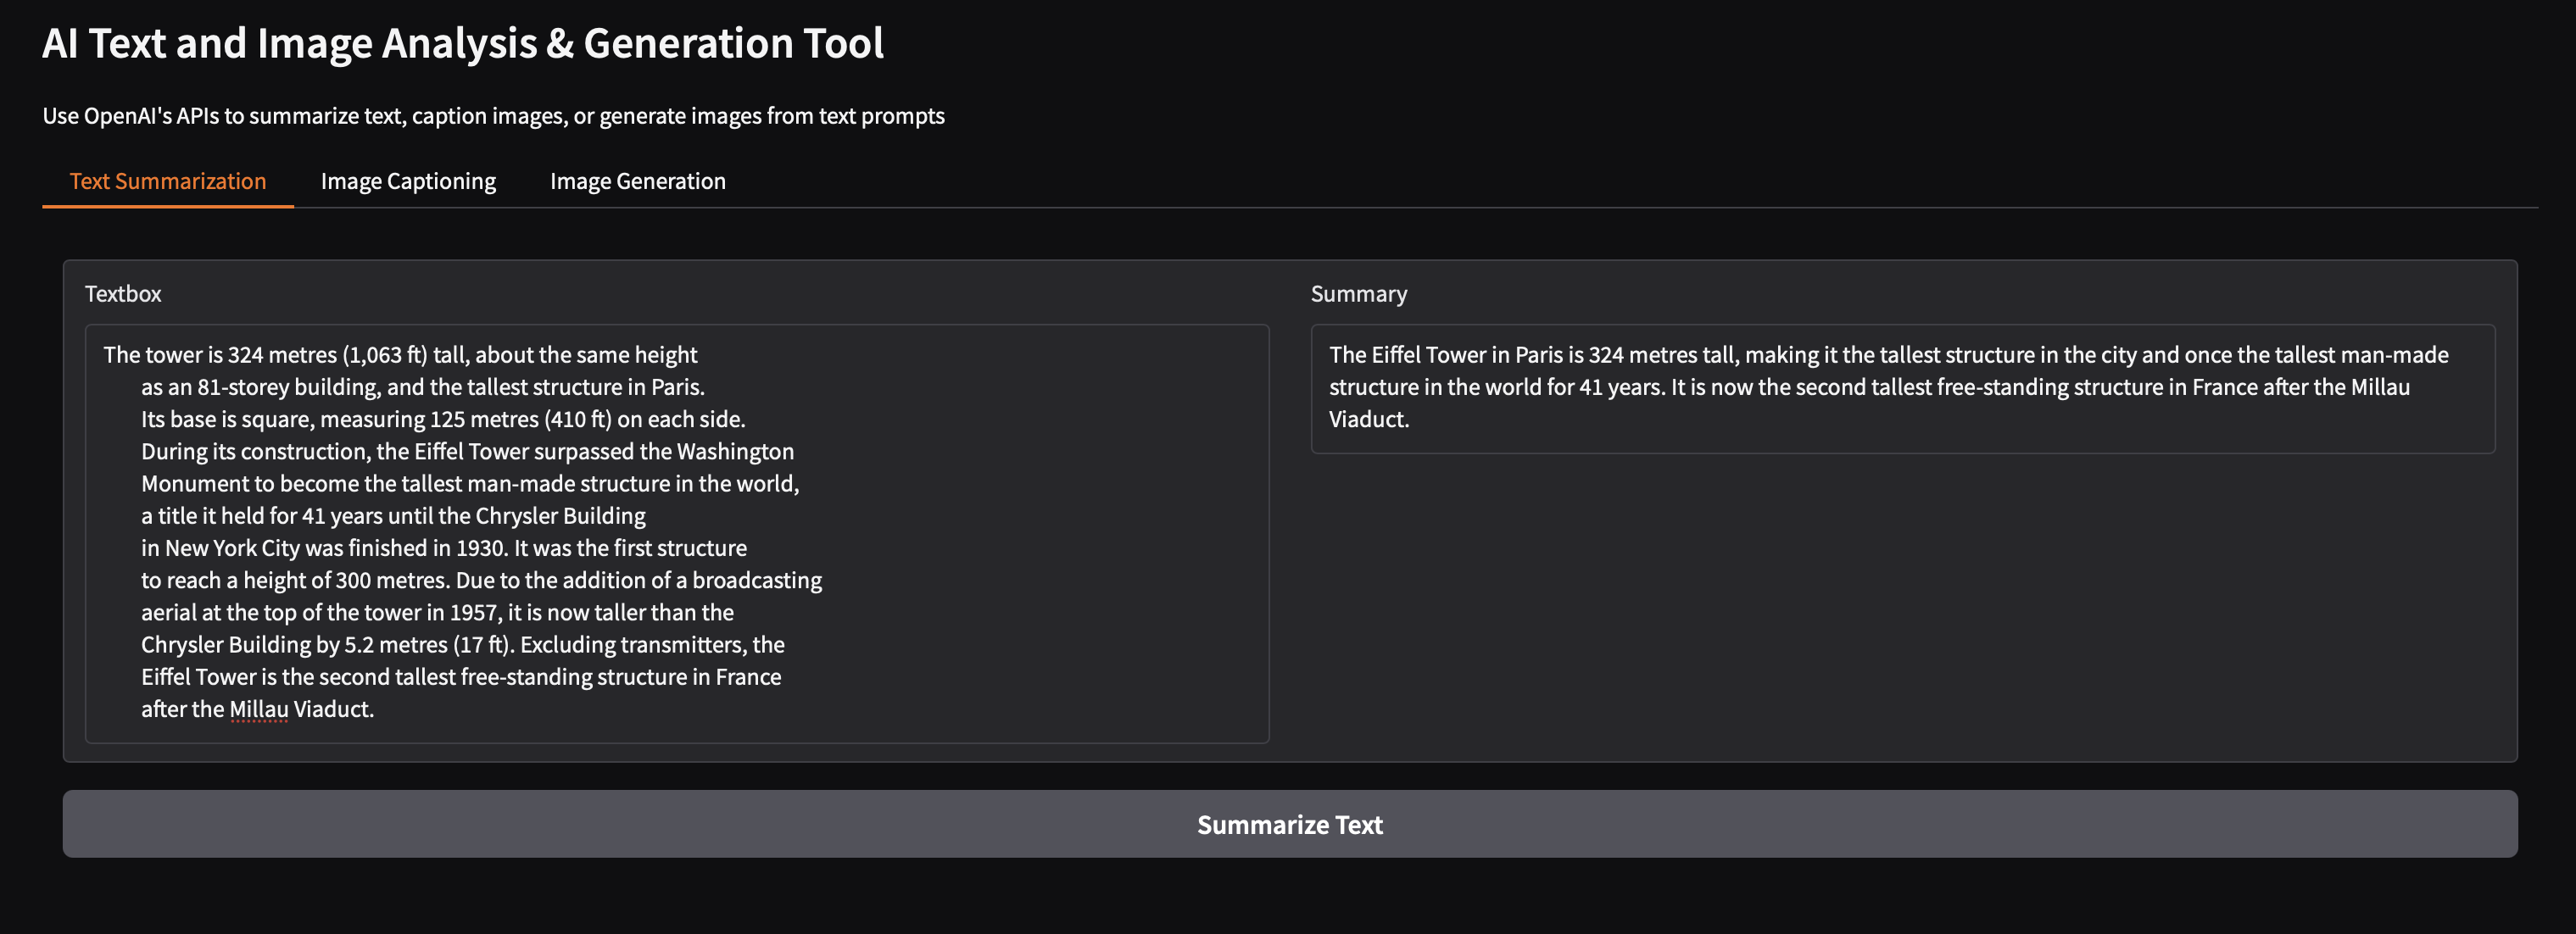 AI Text and Image Analysis & Generation Tool
Use OpenAI's APIs to summarize text, caption images, or generate images from text prompts
Text Summarization
Image Captioning
Image Generation
Textbox
The tower is 324 metres (1,063 ft) tall, about the same height
as an 81-storey building, and the tallest structure in Paris.
Its base is square, measuring 125 metres (410 ft) on each side.
During its construction, the Eiffel Tower surpassed the Washington
Monument to become the tallest man-made structure in the world,
a title it held for 41 years until the Chrysler Building
in New York City was finished in 1930. It was the first structure
to reach a height of 300 metres. Due to the addition of a broadcasting
aerial at the top of the tower in 1957, it is now taller than the
Chrysler Building by 5.2 metres (17 ft). Excluding transmitters, the
Eiffel Tower is the second tallest free-standing structure in France
after the Millau Viaduct.
Summary
The Eiffel Tower in Paris is 324 metres tall, making it the tallest structure in the city and once the tallest man-made
structure in the world for 41 years. It is now the second tallest free-standing structure in France after the Millau
Viaduct.
Summarize Text